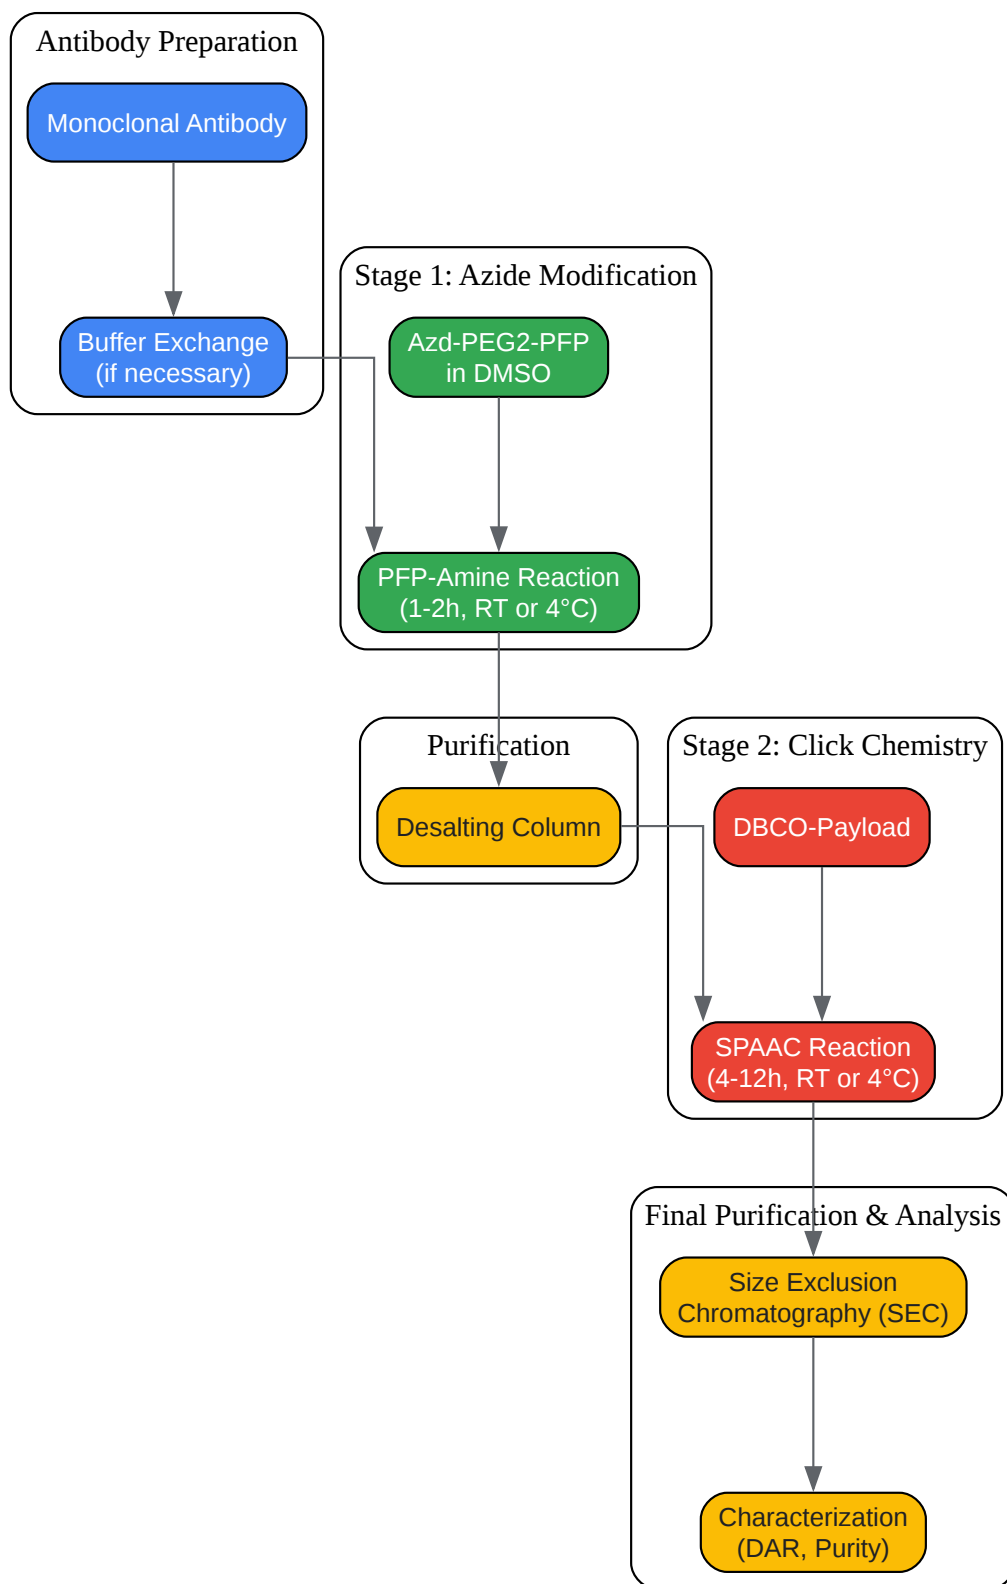 Antibody Preparation
Monoclonal Antibody
Buffer Exchange
(if necessary)
Stage 1: Azide Modification
Azd-PEG2-PFP
in DMSO
PFP-Amine Reaction
(1-2h, RT or 4°C)
Purification
Desalting Column
Stage 2: Click Chemistry
DBCO-Payload
SPAAC Reaction
(4-12h, RT or 4°C)
Final Purification & Analysis
Size Exclusion
Chromatography (SEC)
Characterization
(DAR, Purity)